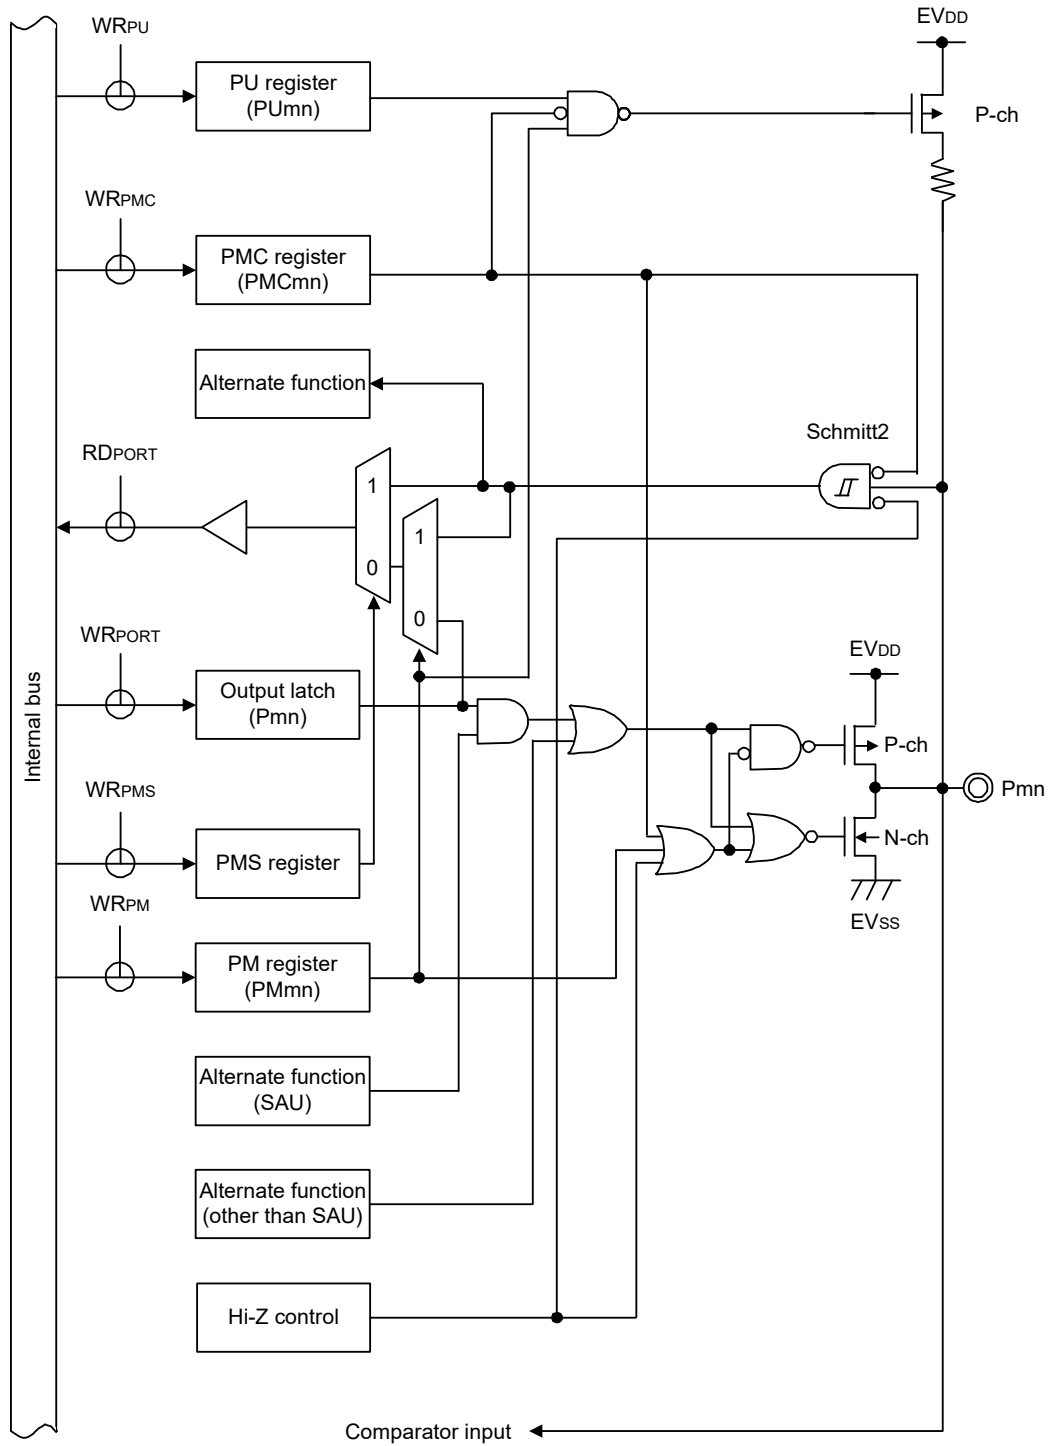 WRPU
EVDD
PU register
(PUmn)
P-ch
WRPMC
PMC register
(PMCmn)
Alternate function
Schmitt2
RDPORT
1
1
0
0
WRPORT
EVDD
Output latch
(Pmn)
P-ch
Internal bus
Pmn
WRPMS
N-ch
PMS register
WRPM
EVSS
PM register
(PMmn)
Alternate function
(SAU)
Alternate function
(other than SAU)
Hi-Z control
Comparator input